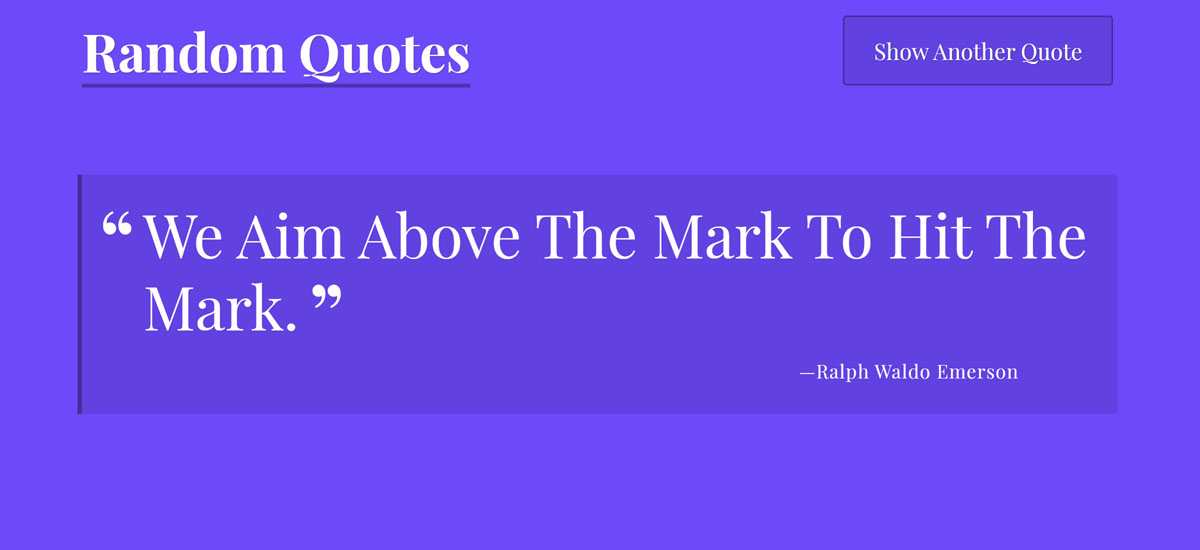 Random Quotes
Show Another Quote
“ We Aim Above The Mark To Hit The
Mark. ”
—Ralph Waldo Emerson